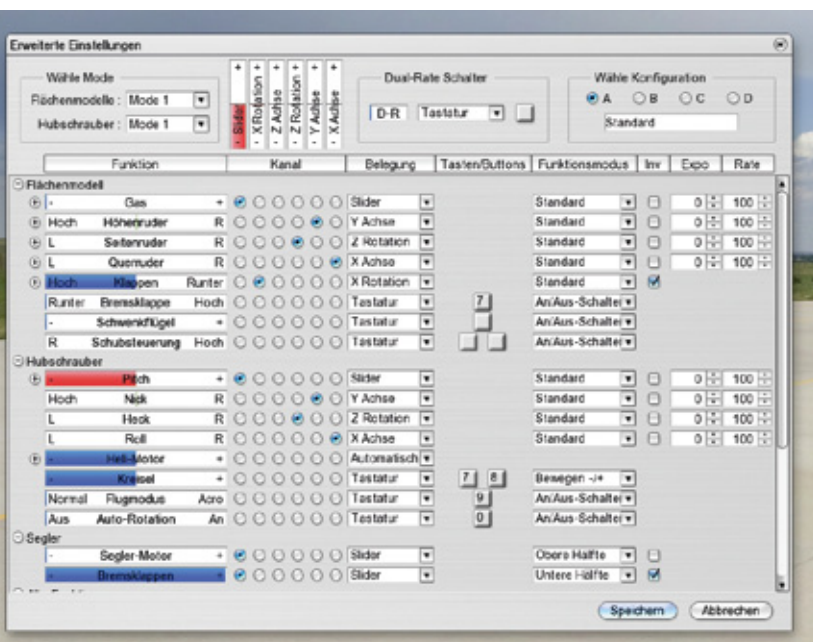 Erweiterte Einstellungen
Wähle Mode
Flächenmodelle : Mode 1
Hubschrauber : Mode 1
- Slider +
- X Rotation +
- Z Achse +
- Z Rotation +
- Y Achse +
- X Achse +
Dual-Rate Schalter
D-R Tastatur
Wähle Konfiguration
A B C D
Standard
Funktion Kanal Belegung Tasten/Buttons Funktionsmodus Inv Expo Rate
Flächenmodell
- Gas + Slider Standard 0 100
Hoch Höhenruder R Y Achse Standard 0 100
L Seitenruder R Z Rotation Standard 0 100
L Querruder R X Achse Standard 0 100
Hoch Klappen Runter X Rotation Standard
Runter Bremsklappe Hoch Tastatur 7 An/Aus-Schalter
- Schwenkflügel + Tastatur An/Aus-Schalter
R Schubsteuerung Hoch Tastatur An/Aus-Schalter
Hubschrauber
- Pitch + Slider Standard 0 100
Hoch Nick R Y Achse Standard 0 100
L Heck R Z Rotation Standard 0 100
L Roll R X Achse Standard 0 100
- Heli-Motor + Automatisch
- Kreisel + Tastatur 7 8 Bewegen -/+
Normal Flugmodus Acro Tastatur 9 An/Aus-Schalter
Aus Auto-Rotation An Tastatur 0 An/Aus-Schalter
Segler
- Segler-Motor + Slider Obere Hälfte
- Bremsklappen + Slider Untere Hälfte
Speichern Abbrechen